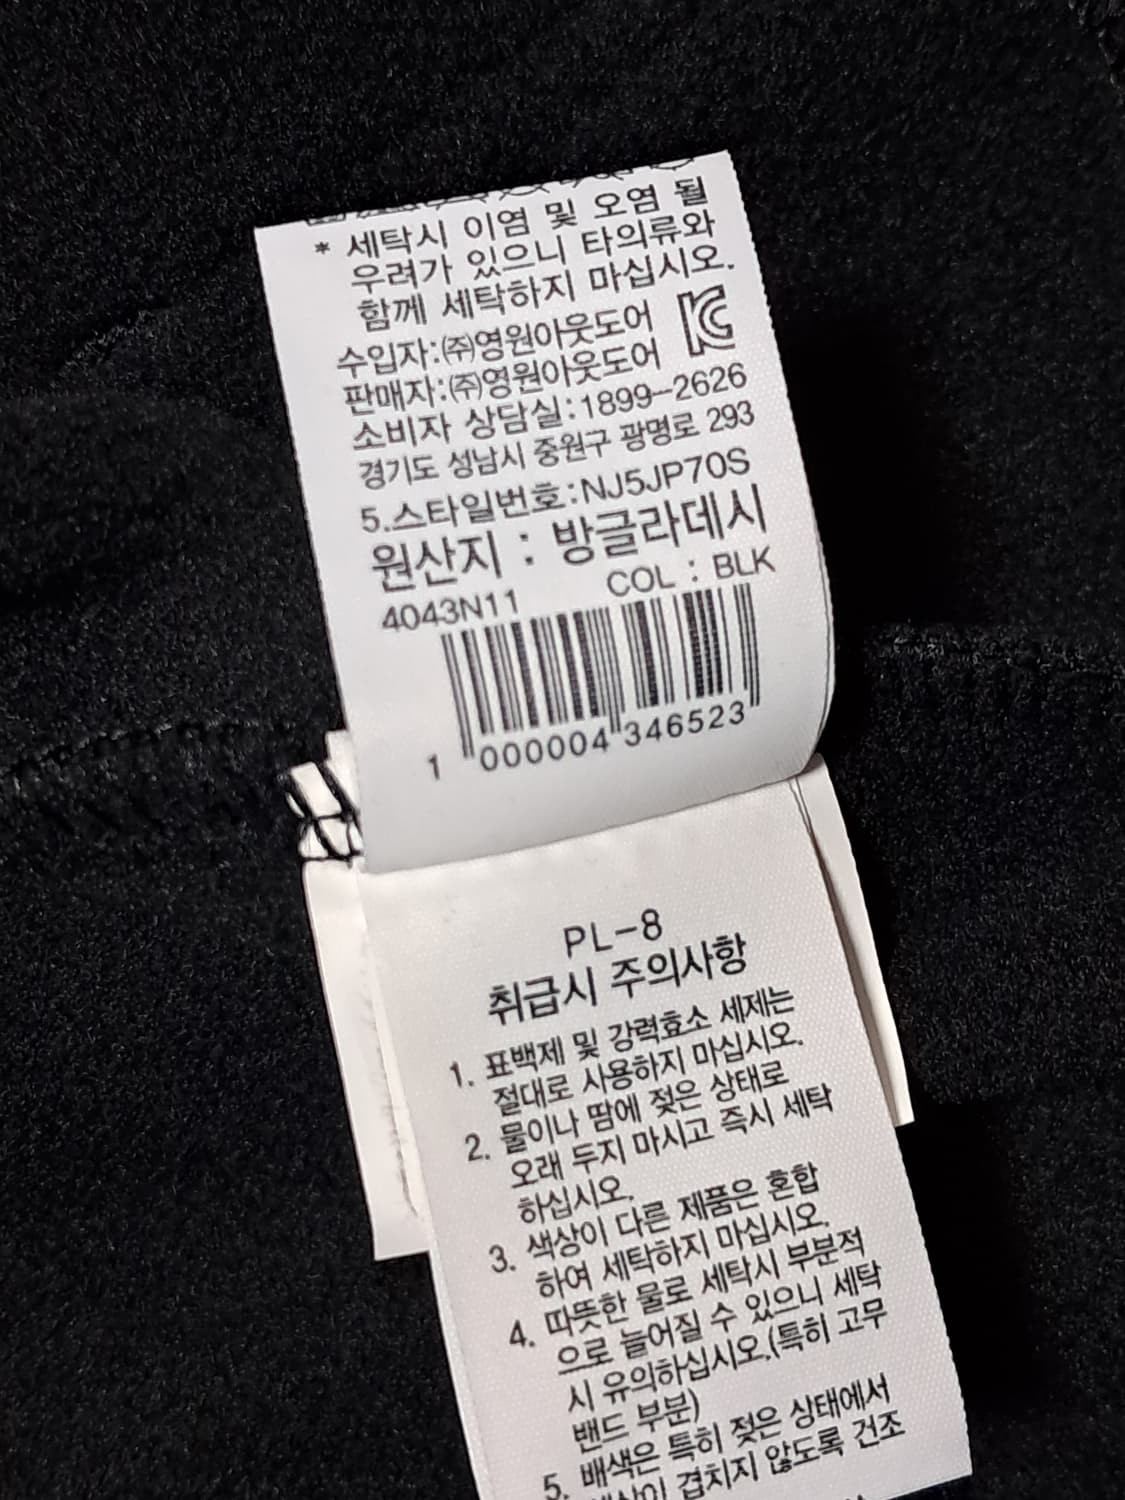 * 세탁시 이염 및 오염 될
우려가 있으니 타의류와
함께 세탁하지 마십시오.
수입자:㈜영원아웃도어
판매자:㈜영원아웃도어
소비자 상담실:1899-2626
경기도 성남시 중원구 광명로 293
5.스타일번호:NJ5JP70S
원산지 : 방글라데시
4043N11 COL : BLK
1 000004 346523
PL-8
취급시 주의사항
1. 표백제 및 강력효소 세제는
절대로 사용하지 마십시오.
2. 물이나 땀에 젖은 상태로
오래 두지 마시고 즉시 세탁
하십시오.
3. 색상이 다른 제품은 혼합
하여 세탁하지 마십시오.
4. 따뜻한 물로 세탁시 부분적
으로 늘어질 수 있으니 세탁
시 유의하십시오.(특히 고무
밴드 부분)
5. 배색은 특히 젖은 상태에서
색상이 겹치지 않도록 건조